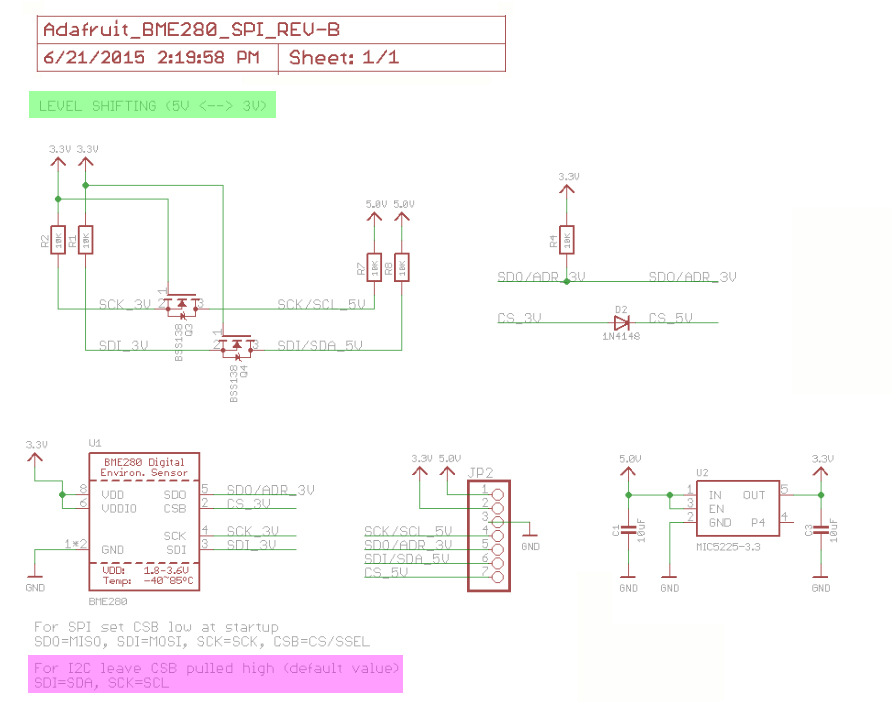 Adafruit_BME280_SPI_REV-B
6/21/2015 2:19:58 PM Sheet: 1/1
LEVEL SHIFTING (5V <--> 3V)
3.3V 3.3V
3.3V
5.0V 5.0V
R2 10K R1 10K
R7 10K R8 10K
R4 10K
SDO/ADR_3V SDO/ADR_3V
1
SCK_3V 2 3 SCK/SCL_5V
BSS138 Q3
D2
CS_3V CS_5V
1N4148
1
SDI_3V 2 3 SDI/SDA_5V
BSS138 Q4
3.3V
U1
BME280 Digital
Environ. Sensor
8 VDD SDO 5 SDO/ADR_3V
6 VDDIO CSB 2 CS_3V
SCK 4 SCK_3V
1*2 GND SDI 3 SDI_3V
VDD: 1.8-3.6V
Temp: -40~85°C
GND
BME280
3.3V 5.0V
JP2
1
2
3
SCK/SCL_5V 4
SDO/ADR_3V 5
SDI/SDA_5V 6
CS_5V 7
GND
5.0V
U2
3.3V
1 IN OUT 5
3 EN
2 GND P4 4
MIC5225-3.3
C1 10uF
C3 10uF
GND GND GND
For SPI set CSB low at startup
SDO=MISO, SDI=MOSI, SCK=SCK, CSB=CS/SSEL
For I2C leave CSB pulled high (default value)
SDI=SDA, SCK=SCL